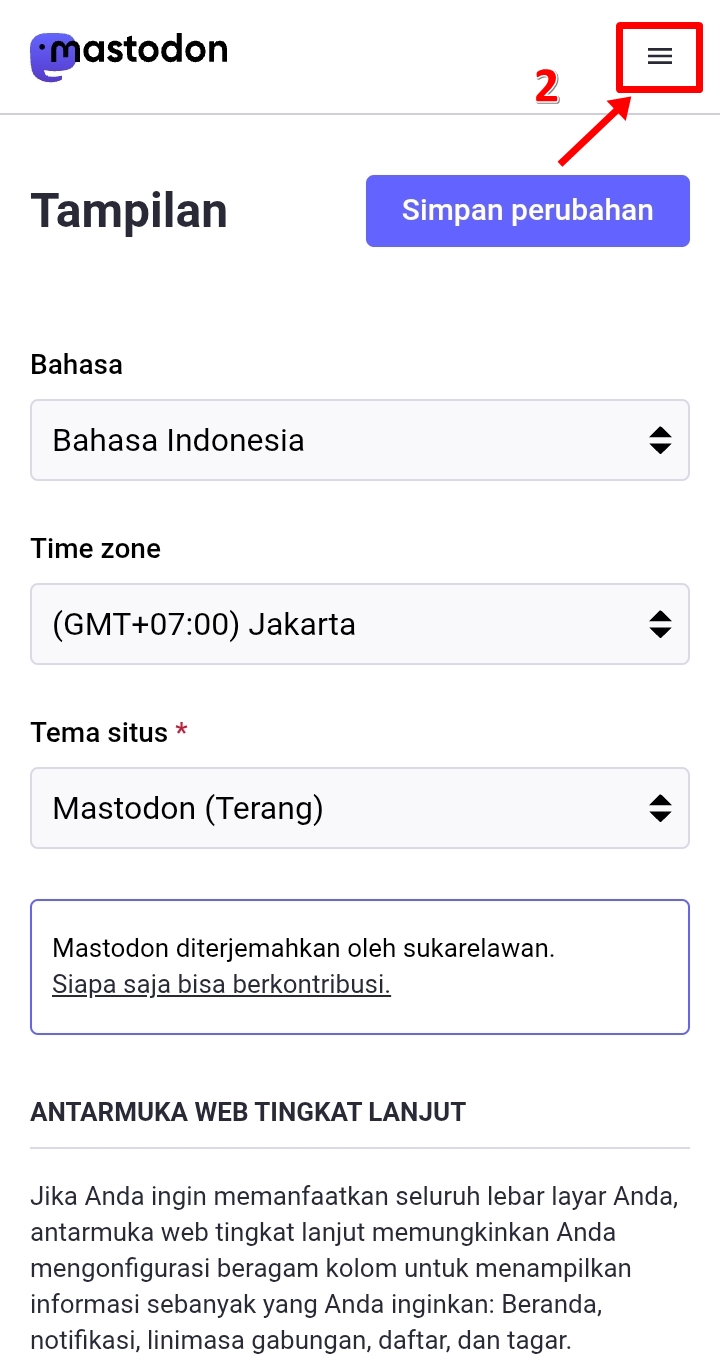 mastodon
2
Tampilan
Simpan perubahan
Bahasa
Bahasa Indonesia
Time zone
(GMT+07:00) Jakarta
Tema situs *
Mastodon (Terang)
Mastodon diterjemahkan oleh sukarelawan.
Siapa saja bisa berkontribusi.
ANTARMUKA WEB TINGKAT LANJUT
Jika Anda ingin memanfaatkan seluruh lebar layar Anda,
antarmuka web tingkat lanjut memungkinkan Anda
mengonfigurasi beragam kolom untuk menampilkan
informasi sebanyak yang Anda inginkan: Beranda,
notifikasi, linimasa gabungan, daftar, dan tagar.